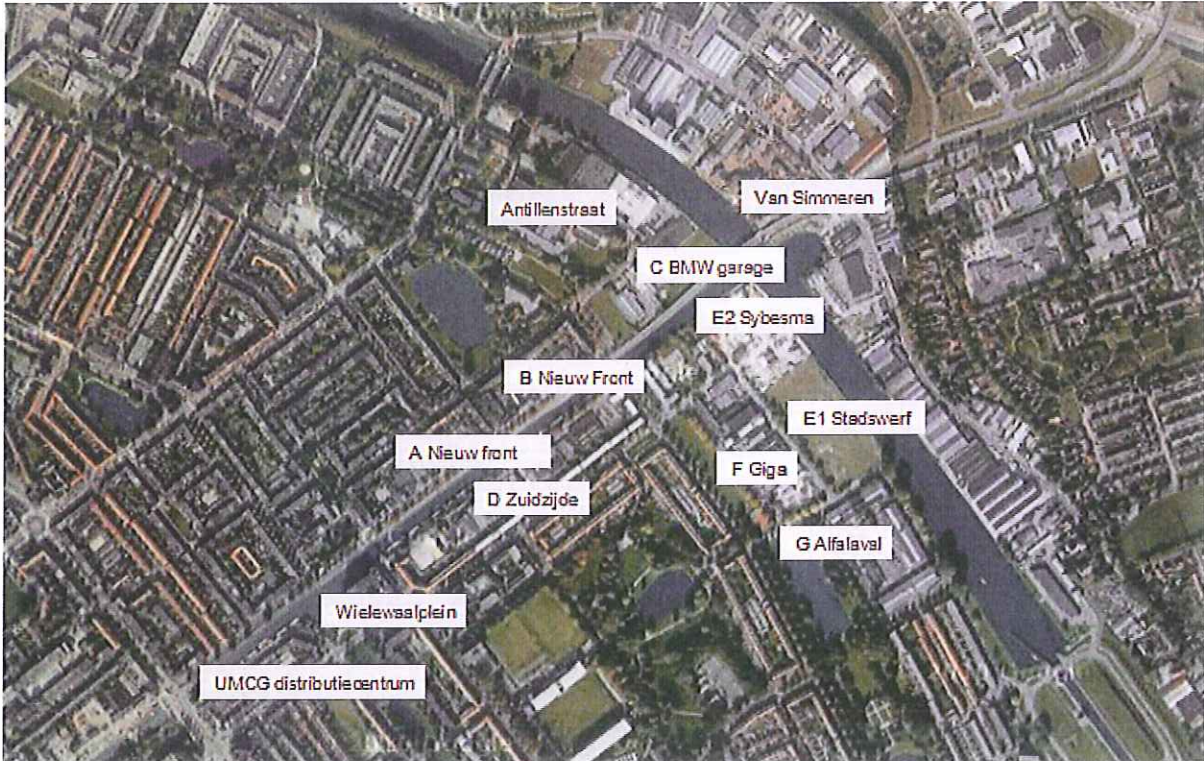 Van Simmeren
Antillenstraat
C BMW garage
E2 Sybesma
B Nieuw Front
E1 Stadswerf
A Nieuw front
F Giga
D Zuidzijde
G Alfalaval
Wielewaalplein
UMCG distributiecentrum